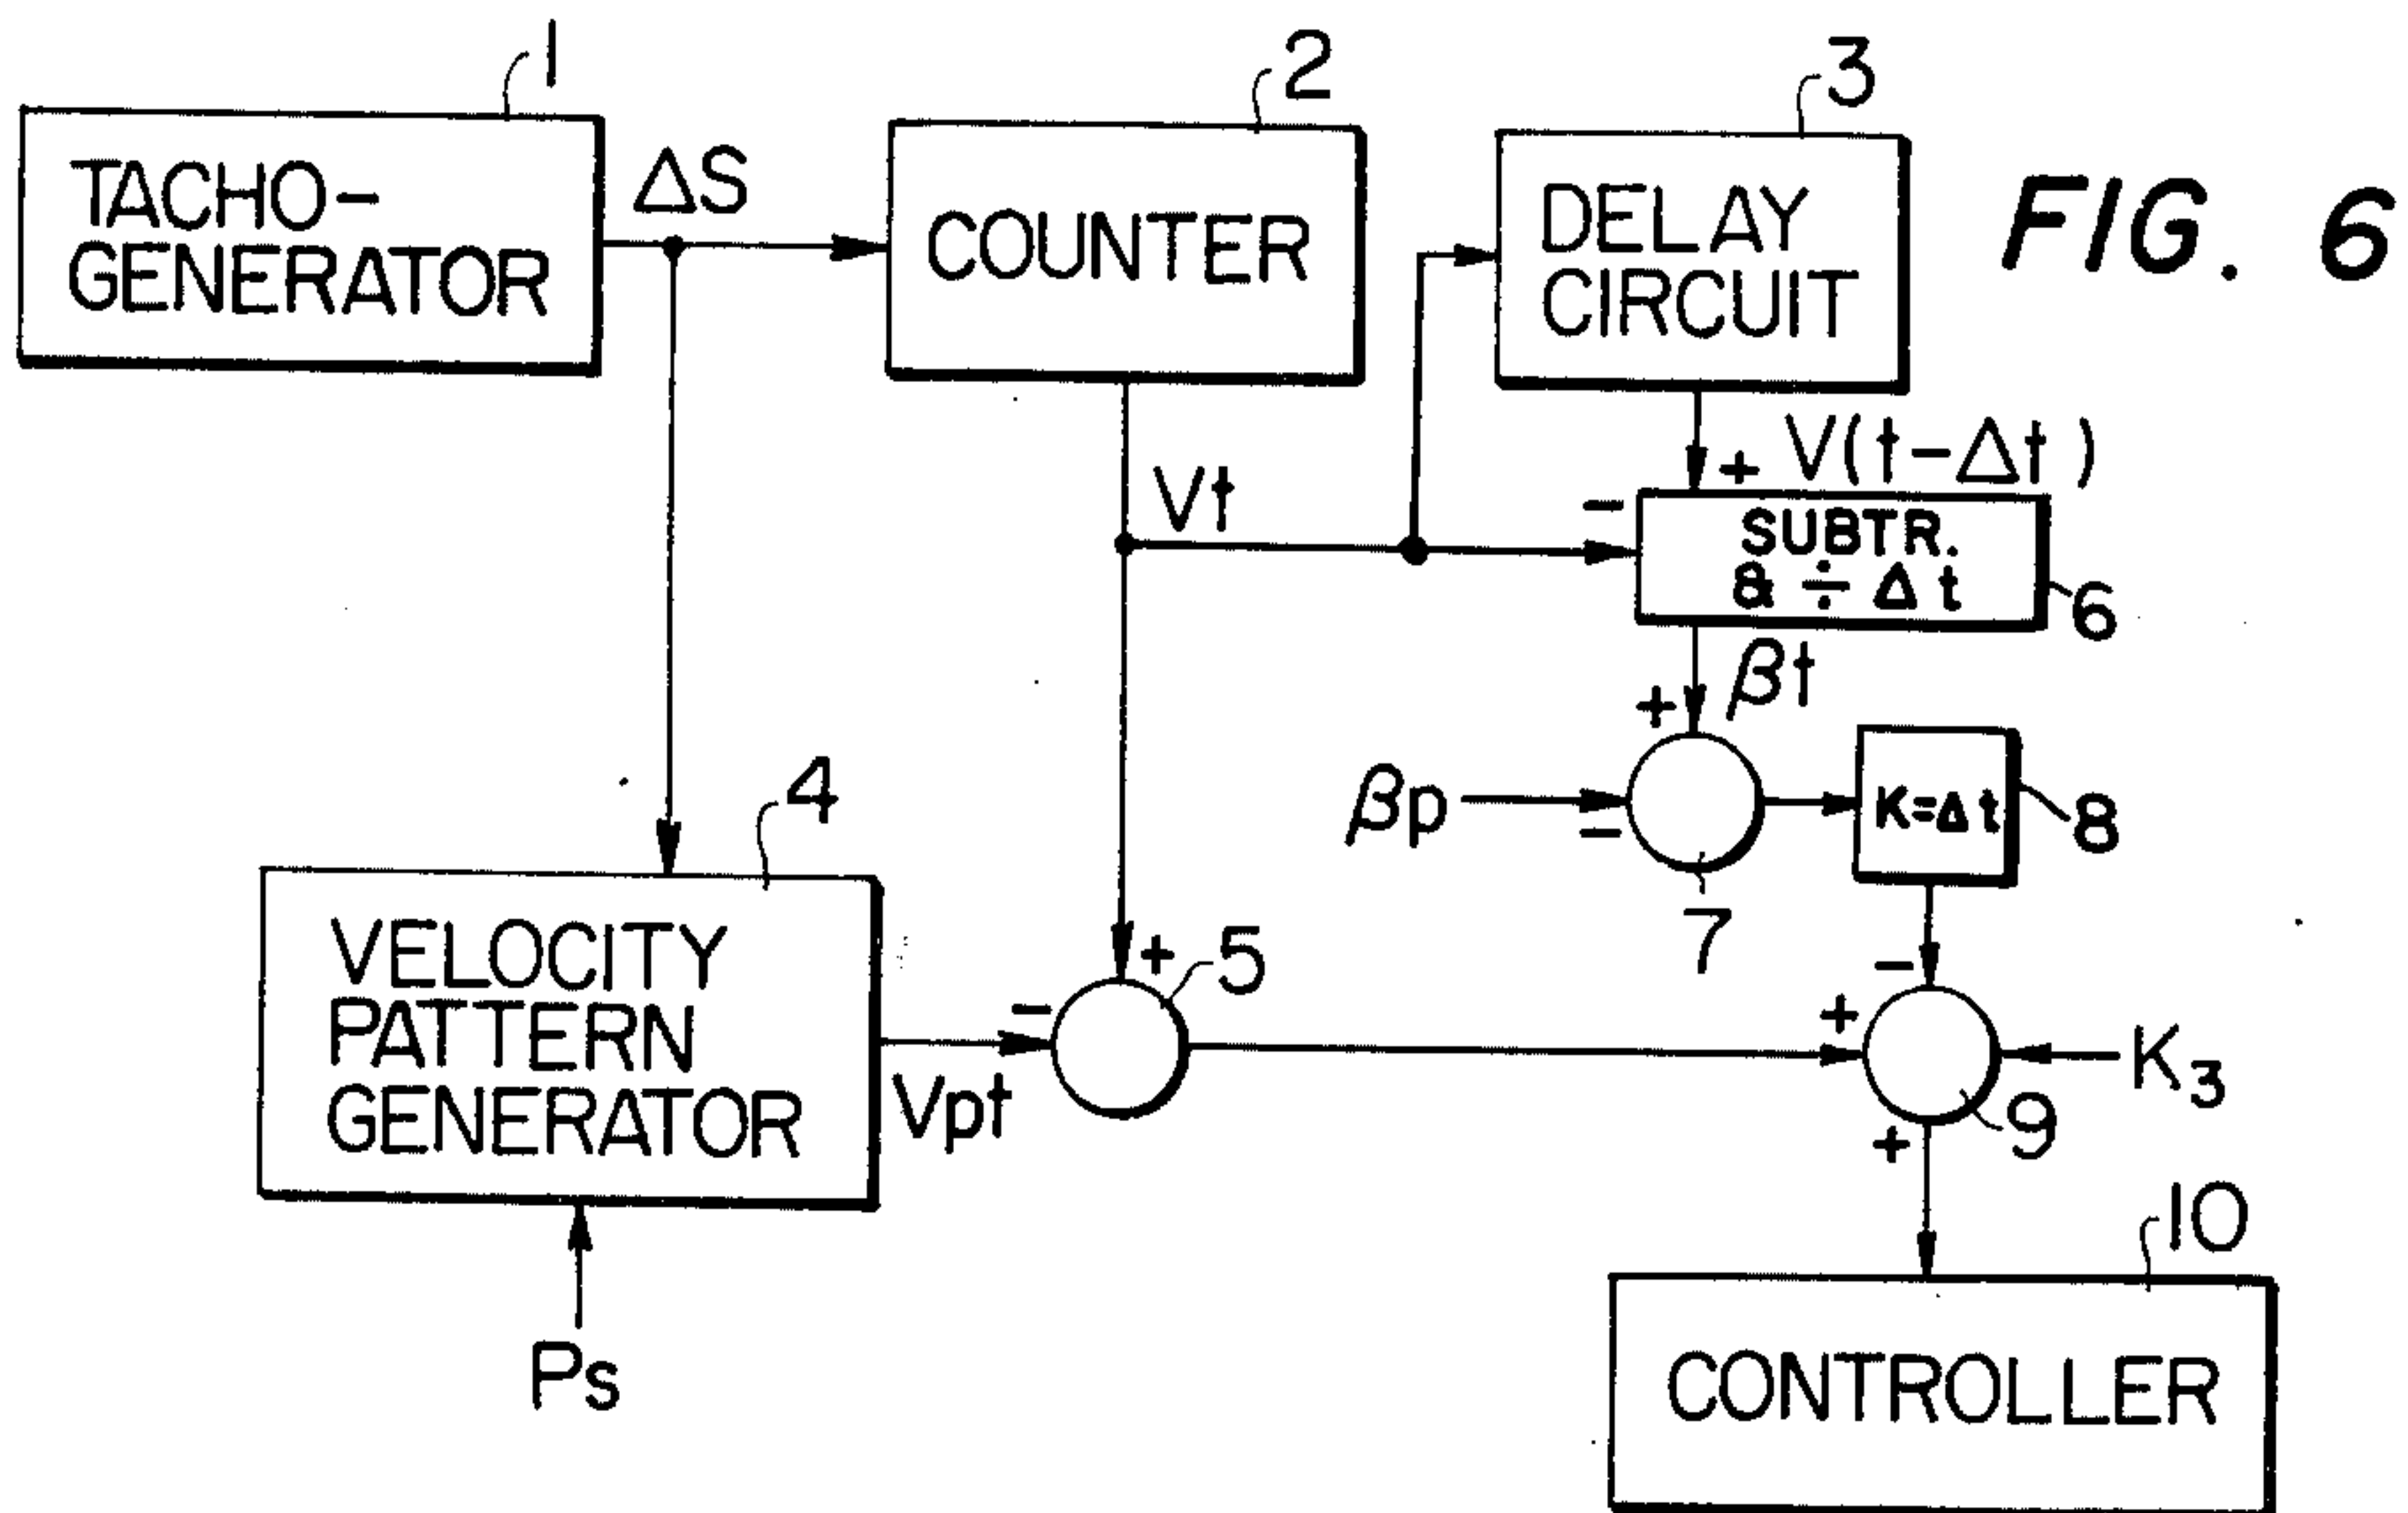 1
2
3
TACHO-
GENERATOR
ΔS
COUNTER
DELAY
CIRCUIT
FIG. 6
+ V(t-Δt)
-
Vt
SUBTR.
& ÷ Δt
6
βt
+
βp
-
K=Δt
8
7
4
VELOCITY
PATTERN
GENERATOR
+
5
-
Vpt
-
+
K3
9
+
Ps
10
CONTROLLER